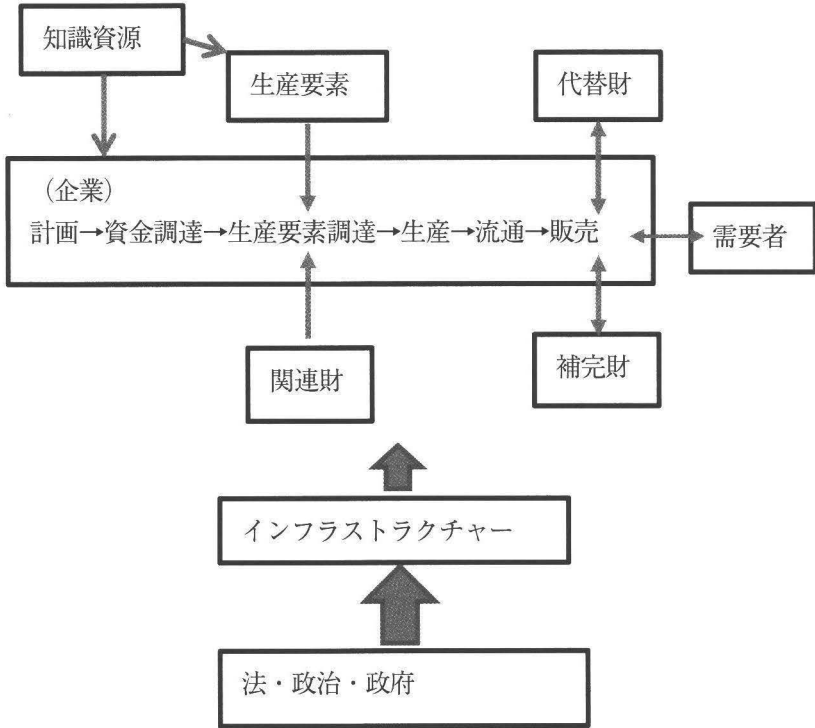 知識資源
生産要素
代替財
（企業）
計画→資金調達→生産要素調達→生産→流通→販売
需要者
関連財
補完財
インフラストラクチャー
法・政治・政府